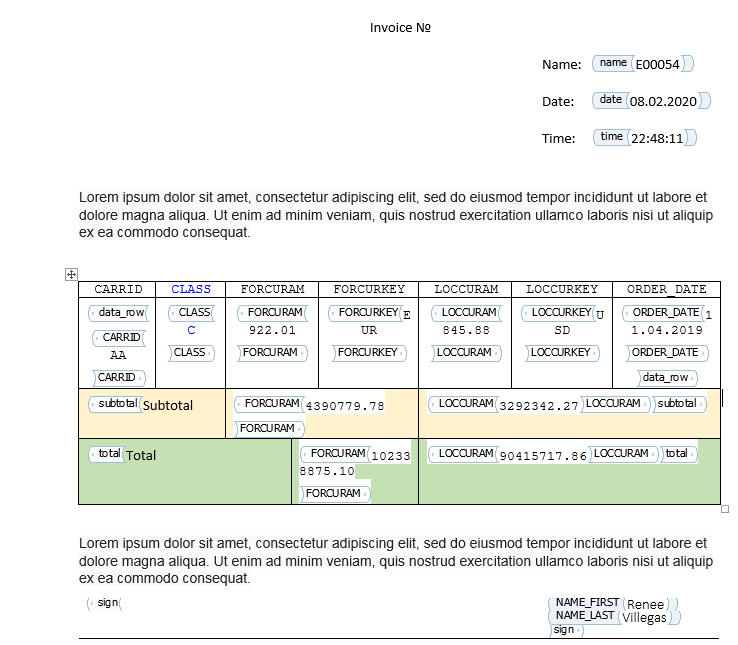 Invoice №
Name: name E00054
Date: date 08.02.2020
Time: time 22:48:11
Lorem ipsum dolor sit amet, consectetur adipiscing elit, sed do eiusmod tempor incididunt ut labore et
dolore magna aliqua. Ut enim ad minim veniam, quis nostrud exercitation ullamco laboris nisi ut aliquip
ex ea commodo consequat.
CARRID CLASS FORCURAM FORCURKEY LOCCURAM LOCCURKEY ORDER_DATE
data_row CLASS FORCURAM FORCURKEY E LOCCURAM LOCCURKEY U ORDER_DATE 1
CARRID C 922.01 UR 845.88 SD 1.04.2019
AA CLASS FORCURAM FORCURKEY LOCCURAM LOCCURKEY ORDER_DATE
CARRID data_row
subtotal Subtotal FORCURAM 4390779.78 LOCCURAM 3292342.27 LOCCURAM subtotal
FORCURAM
total Total FORCURAM 10233 LOCCURAM 90415717.86 LOCCURAM total
8875.10
FORCURAM
Lorem ipsum dolor sit amet, consectetur adipiscing elit, sed do eiusmod tempor incididunt ut labore et
dolore magna aliqua. Ut enim ad minim veniam, quis nostrud exercitation ullamco laboris nisi ut aliquip
ex ea commodo consequat.
sign NAME_FIRST Renee
NAME_LAST Villegas
sign